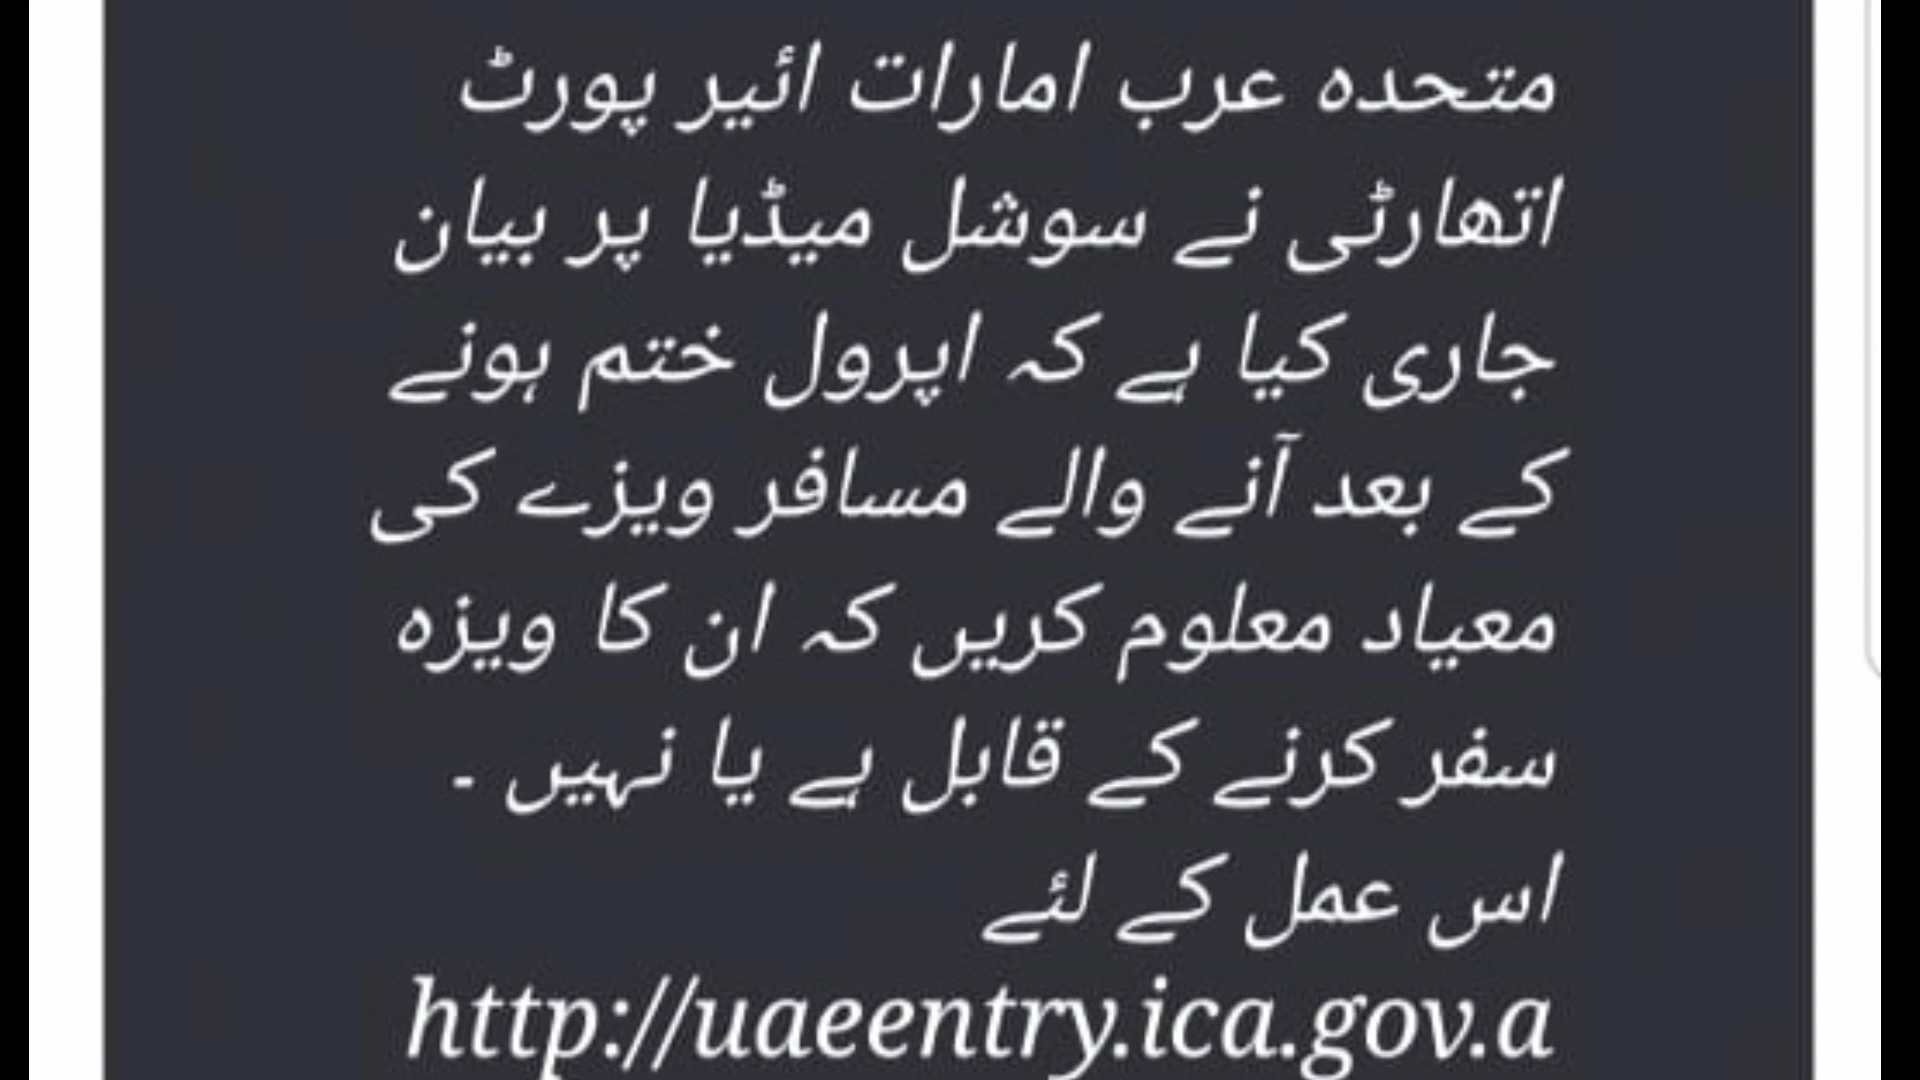 متحدہ عرب امارات ائیر پورٹ
اتھارٹی نے سوشل میڈیا پر بیان
جاری کیا ہے کہ اپرول ختم ہونے
کے بعد آنے والے مسافر ویزے کی
معیاد معلوم کریں کہ ان کا ویزہ
سفر کرنے کے قابل ہے یا نہیں ۔
اس عمل کے لئے
http://uaeentry.ica.gov.a